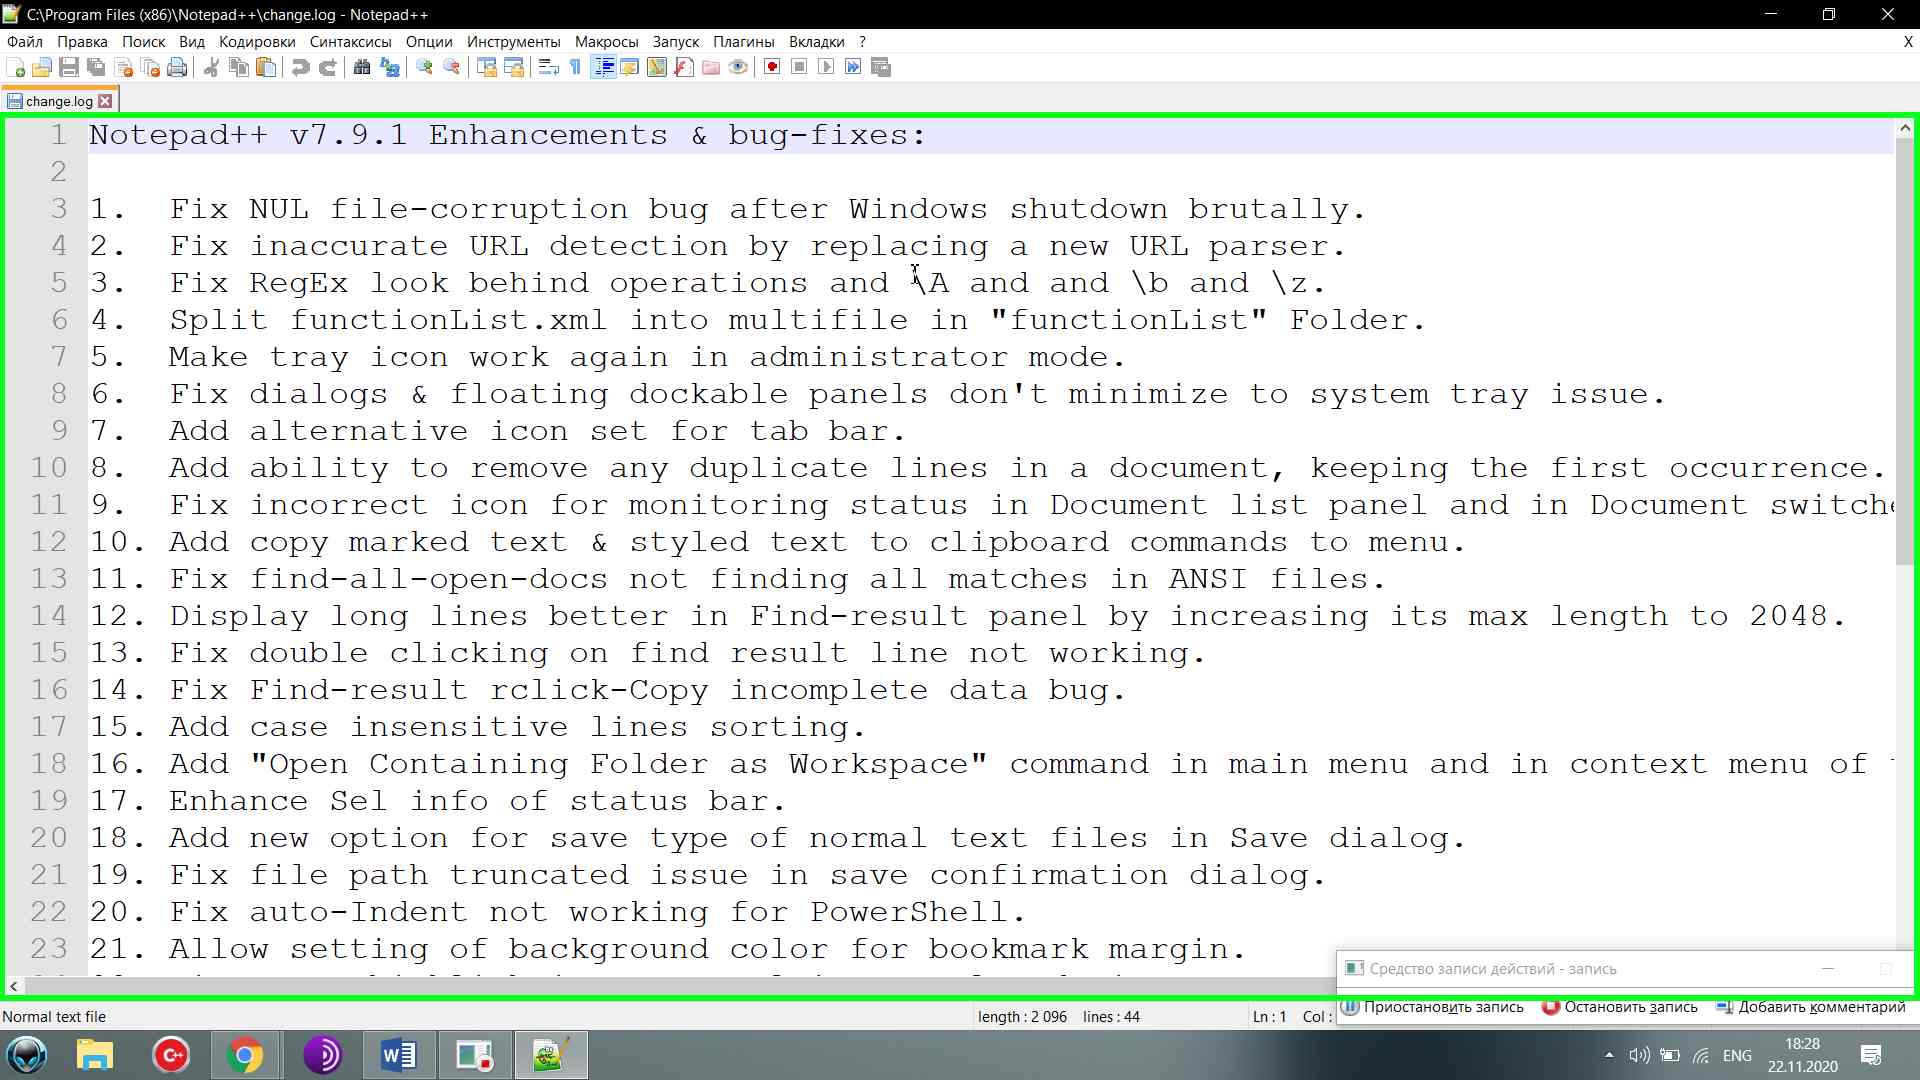 C:\Program Files (x86)\Notepad++\change.log - Notepad++
Файл Правка Поиск Вид Кодировки Синтаксисы Опции Инструменты Макросы Запуск Плагины Вкладки ? X
change.log
1 Notepad++ v7.9.1 Enhancements & bug-fixes:
2
3 1. Fix NUL file-corruption bug after Windows shutdown brutally.
4 2. Fix inaccurate URL detection by replacing a new URL parser.
5 3. Fix RegEx look behind operations and \A and and \b and \z.
6 4. Split functionList.xml into multifile in "functionList" Folder.
7 5. Make tray icon work again in administrator mode.
8 6. Fix dialogs & floating dockable panels don't minimize to system tray issue.
9 7. Add alternative icon set for tab bar.
10 8. Add ability to remove any duplicate lines in a document, keeping the first occurrence.
11 9. Fix incorrect icon for monitoring status in Document list panel and in Document switche
12 10. Add copy marked text & styled text to clipboard commands to menu.
13 11. Fix find-all-open-docs not finding all matches in ANSI files.
14 12. Display long lines better in Find-result panel by increasing its max length to 2048.
15 13. Fix double clicking on find result line not working.
16 14. Fix Find-result rclick-Copy incomplete data bug.
17 15. Add case insensitive lines sorting.
18 16. Add "Open Containing Folder as Workspace" command in main menu and in context menu of
19 17. Enhance Sel info of status bar.
20 18. Add new option for save type of normal text files in Save dialog.
21 19. Fix file path truncated issue in save confirmation dialog.
22 20. Fix auto-Indent not working for PowerShell.
23 21. Allow setting of background color for bookmark margin.
Средство записи действий - запись
Приостановить запись Остановить запись Добавить комментарий
Normal text file length : 2 096 lines : 44 Ln : 1 Col :
ENG 18:28
22.11.2020